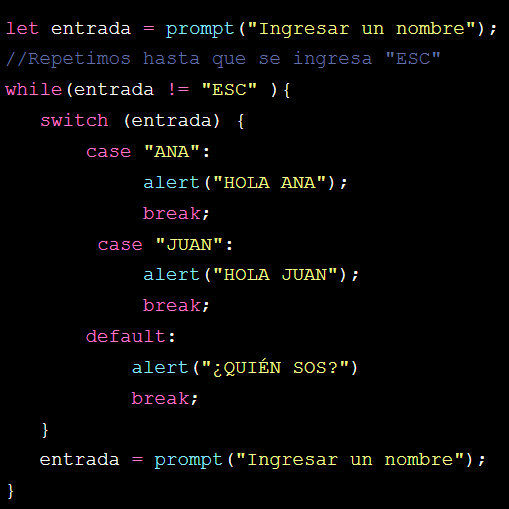 let entrada = prompt("Ingresar un nombre");
//Repetimos hasta que se ingresa "ESC"
while(entrada != "ESC" ){
   switch (entrada) {
       case "ANA":
            alert("HOLA ANA");
            break;
        case "JUAN":
            alert("HOLA JUAN");
            break;
       default:
           alert("¿QUIÉN SOS?")
           break;
   }
   entrada = prompt("Ingresar un nombre");
}